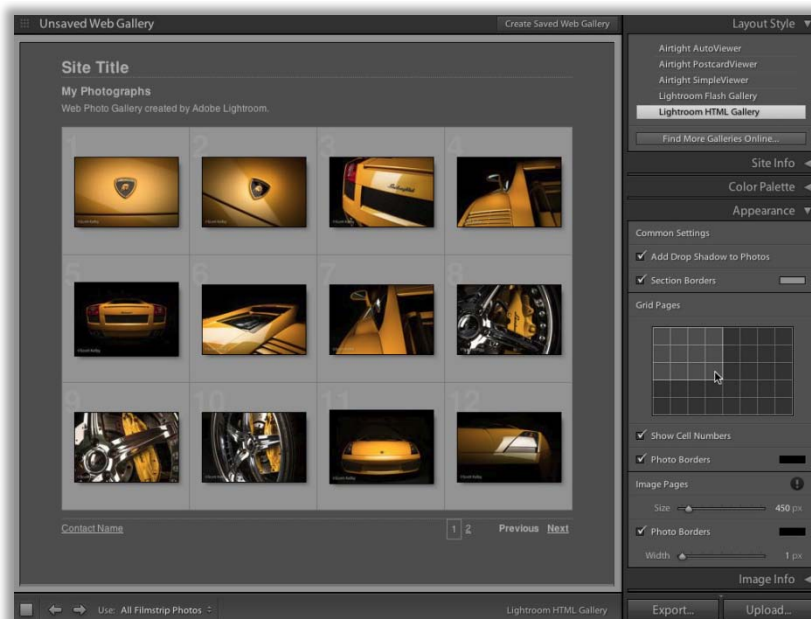 Unsaved Web Gallery
Create Saved Web Gallery
Site Title
My Photographs
Web Photo Gallery created by Adobe Lightroom.
1
2
3
4
5
6
7
8
9
10
11
12
Contact Name
1 2 Previous Next
Use: All Filmstrip Photos
Lightroom HTML Gallery
Layout Style
Airtight AutoViewer
Airtight PostcardViewer
Airtight SimpleViewer
Lightroom Flash Gallery
Lightroom HTML Gallery
Find More Galleries Online...
Site Info
Color Palette
Appearance
Common Settings
Add Drop Shadow to Photos
Section Borders
Grid Pages
Show Cell Numbers
Photo Borders
Image Pages
Size 450 px
Photo Borders
Width 1 px
Image Info
Export... Upload...